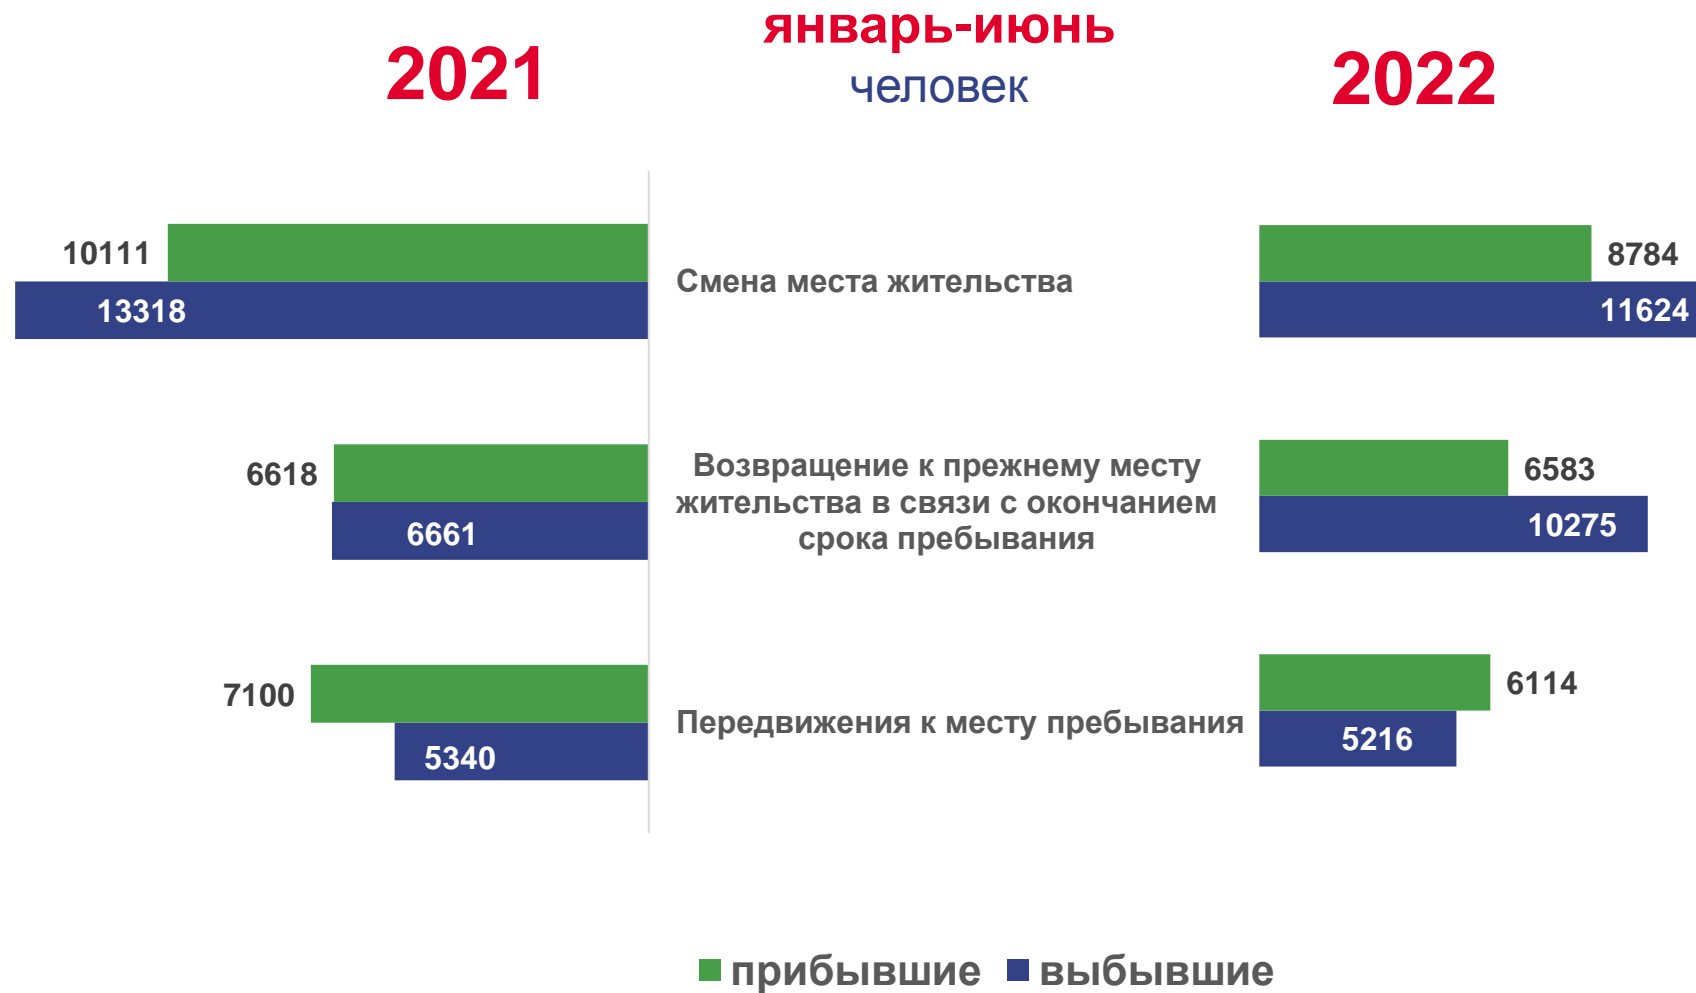 январь-июнь
2021
человек
2022
10111
13318
Смена места жительства
8784
11624
6618
6661
Возвращение к прежнему месту
жительства в связи с окончанием
срока пребывания
6583
10275
7100
5340
Передвижения к месту пребывания
6114
5216
прибывшие
выбывшие